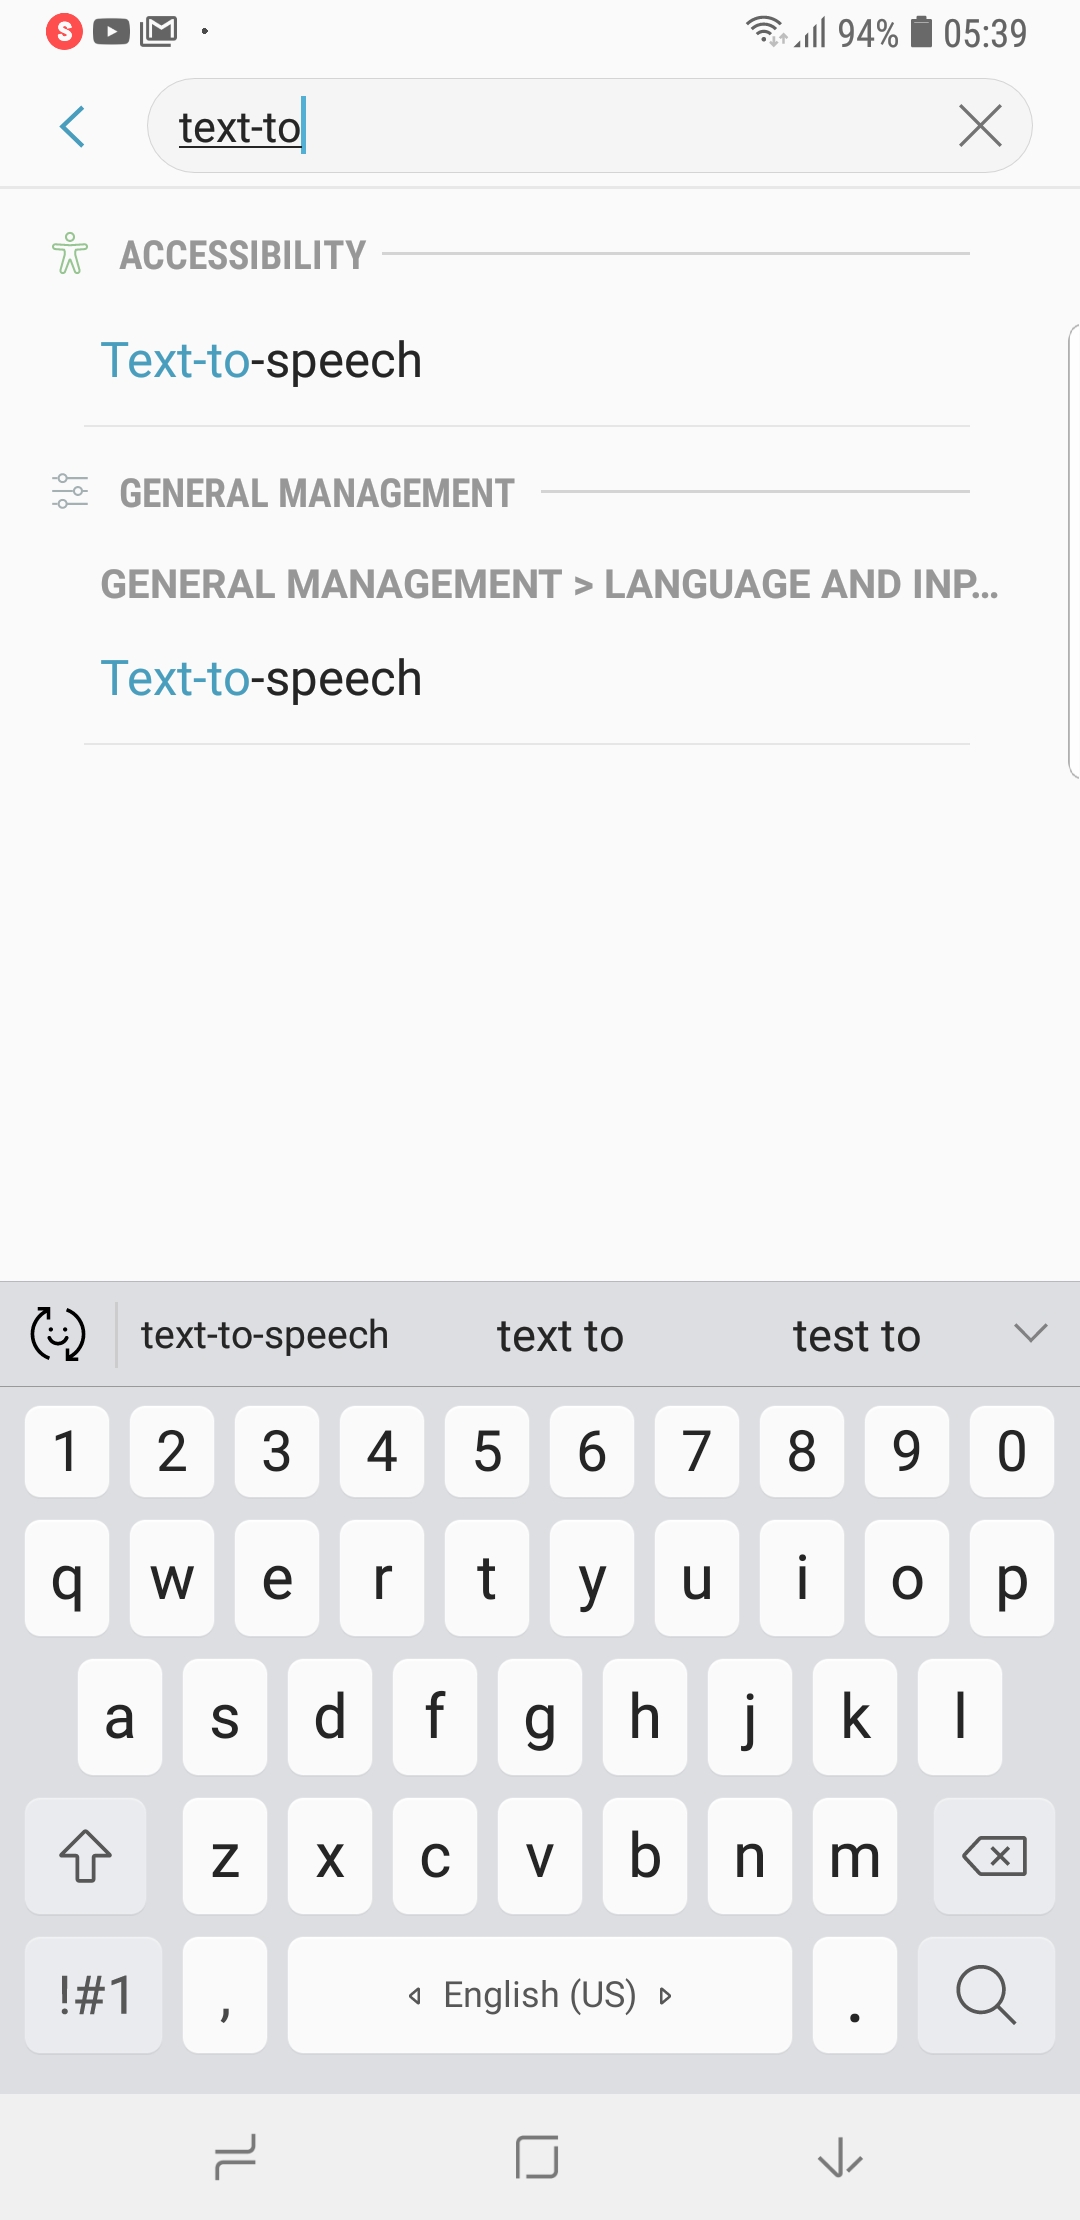 94% 05:39
text-to
ACCESSIBILITY
Text-to-speech
GENERAL MANAGEMENT
GENERAL MANAGEMENT > LANGUAGE AND INP...
Text-to-speech
text-to-speech text to test to
1 2 3 4 5 6 7 8 9 0
q w e r t y u i o p
a s d f g h j k l
z x c v b n m
!#1 , English (US) .